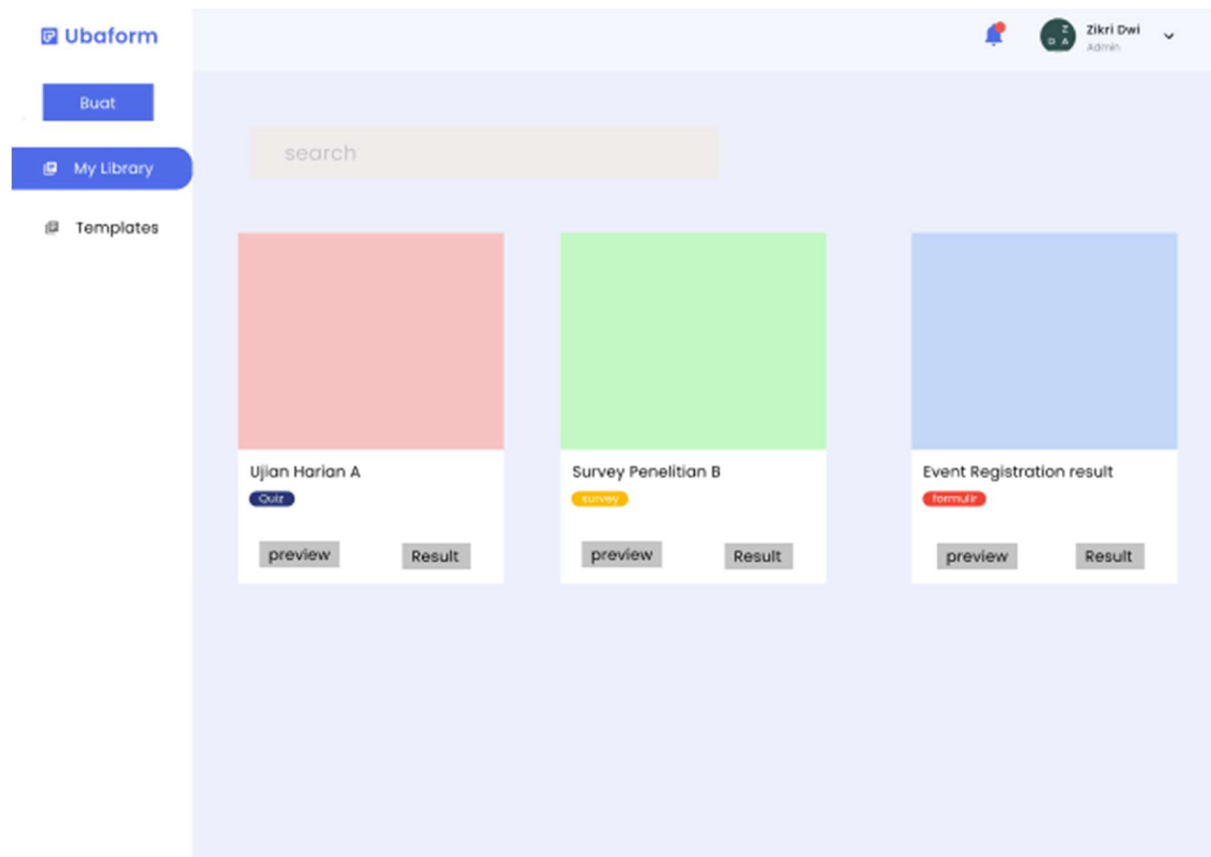 Ubaform
Zikri Dwi
Admin
Z
D A
Buat
My Library
Templates
search
Ujian Harian A
Quiz
preview
Result
Survey Penelitian B
survey
preview
Result
Event Registration result
formulir
preview
Result